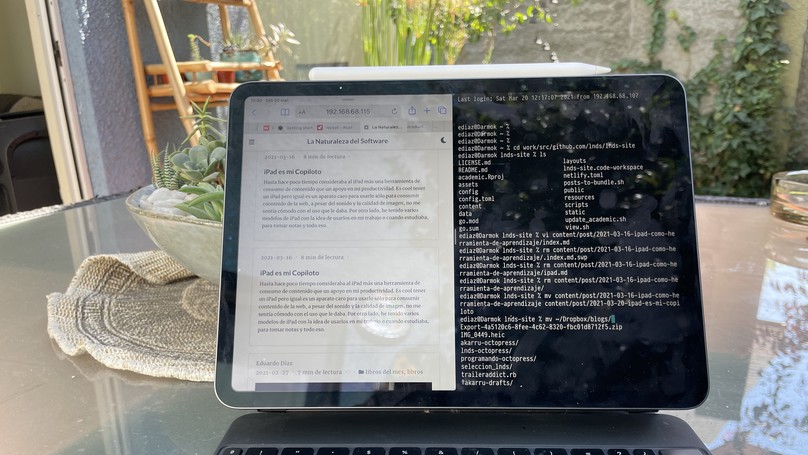 192.168.68.115
La Naturaleza del Software
2021-03-16 6 min de lectura
iPad es mi Copiloto
Hasta hace poco tiempo consideraba al iPad más una herramienta de
consumo de contenido que un apoyo en mi productividad. Es cool tener
un iPad pero igual es un aparato caro para usarlo sólo para consumir
contenido de la web, a pesar del sonido y la calidad de imagen, no me
sentía cómodo con el uso que le daba. Por otro lado, he tenido varios
modelos de iPad con la idea de usarlos en mi trabajo o cuando estudiaba,
para tomar notas y todo eso.
2021-03-16 6 min de lectura
iPad es mi Copiloto
Hasta hace poco tiempo consideraba al iPad más una herramienta de
consumo de contenido que un apoyo en mi productividad. Es cool tener
un iPad pero igual es un aparato caro para usarlo sólo para consumir
contenido de la web, a pesar del sonido y la calidad de imagen, no me
sentía cómodo con el uso que le daba. Por otro lado, he tenido varios
modelos de iPad con la idea de usarlos en mi trabajo o cuando estudiaba,
para tomar notas y todo eso.
Eduardo Díaz
2021-02-27 2 min de lectura libros del mes, libros
Last login: Sat Mar 20 12:17:07 2021 from 192.168.68.107
ediaz@Darmok ~ %
ediaz@Darmok ~ %
ediaz@Darmok ~ %
ediaz@Darmok ~ % cd work/src/github.com/lnds/lnds-site
ediaz@Darmok lnds-site % ls
LICENSE.md layouts
README.md lnds-site.code-workspace
academic.Rproj netlify.toml
assets posts-to-bundle.sh
config public
config.toml resources
content scripts
data static
go.mod update_academic.sh
go.sum view.sh
ediaz@Darmok lnds-site % vi content/post/2021-03-16-ipad-como-he
rramienta-de-aprendizaje/index.md
ediaz@Darmok lnds-site % rm content/post/2021-03-16-ipad-como-he
rramienta-de-aprendizaje/.index.md.swp
ediaz@Darmok lnds-site % rm content/post/2021-03-16-ipad-como-he
rramienta-de-aprendizaje/ipad.md
ediaz@Darmok lnds-site % rm content/post/2021-03-16-ipad-como-he
rramienta-de-aprendizaje/
ediaz@Darmok lnds-site % mv content/post/2021-03-16-ipad-como-he
rramienta-de-aprendizaje content/post/2021-03-20-ipad-es-mi-copi
loto
ediaz@Darmok lnds-site % mv ~/Dropbox/blogs/
Export-4a5120c6-8fee-4c62-8320-fbc01d8712f5.zip
IMG_0449.heic
akarru-octopress/
lnds-octopress/
programando-octopress/
seleccion_lnds/
traileraddict.rb
*akarru-drafts/